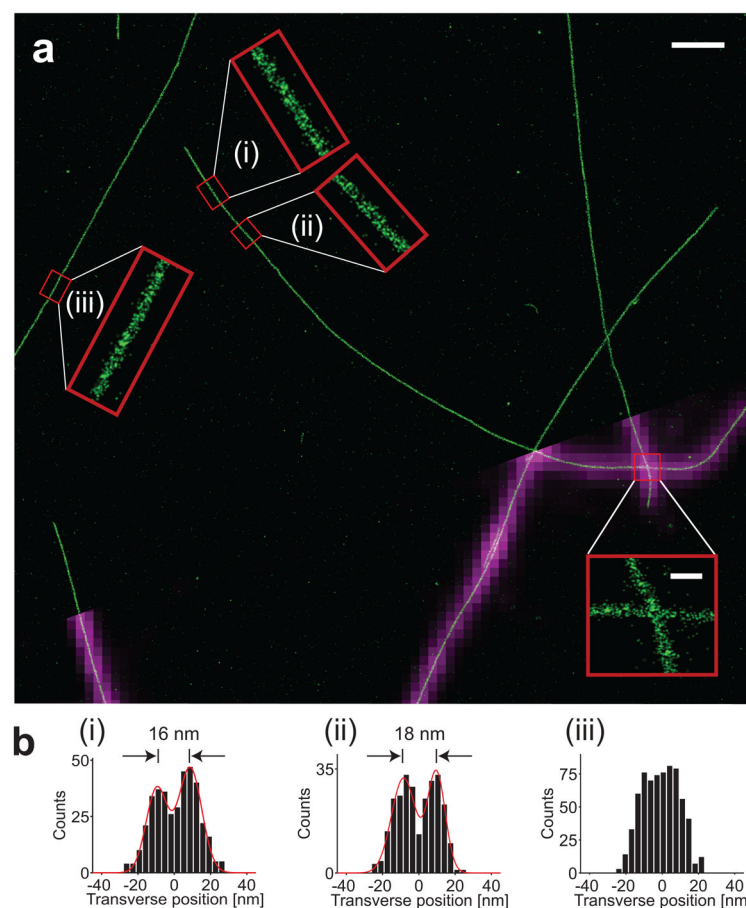 a
(i)
(ii)
(iii)
b
(i)
(ii)
(iii)
16 nm
18 nm
50
25
0
Counts
-40 -20 0 20 40
Transverse position [nm]
35
18
0
Counts
-40 -20 0 20 40
Transverse position [nm]
75
50
25
0
Counts
-40 -20 0 20 40
Transverse position [nm]